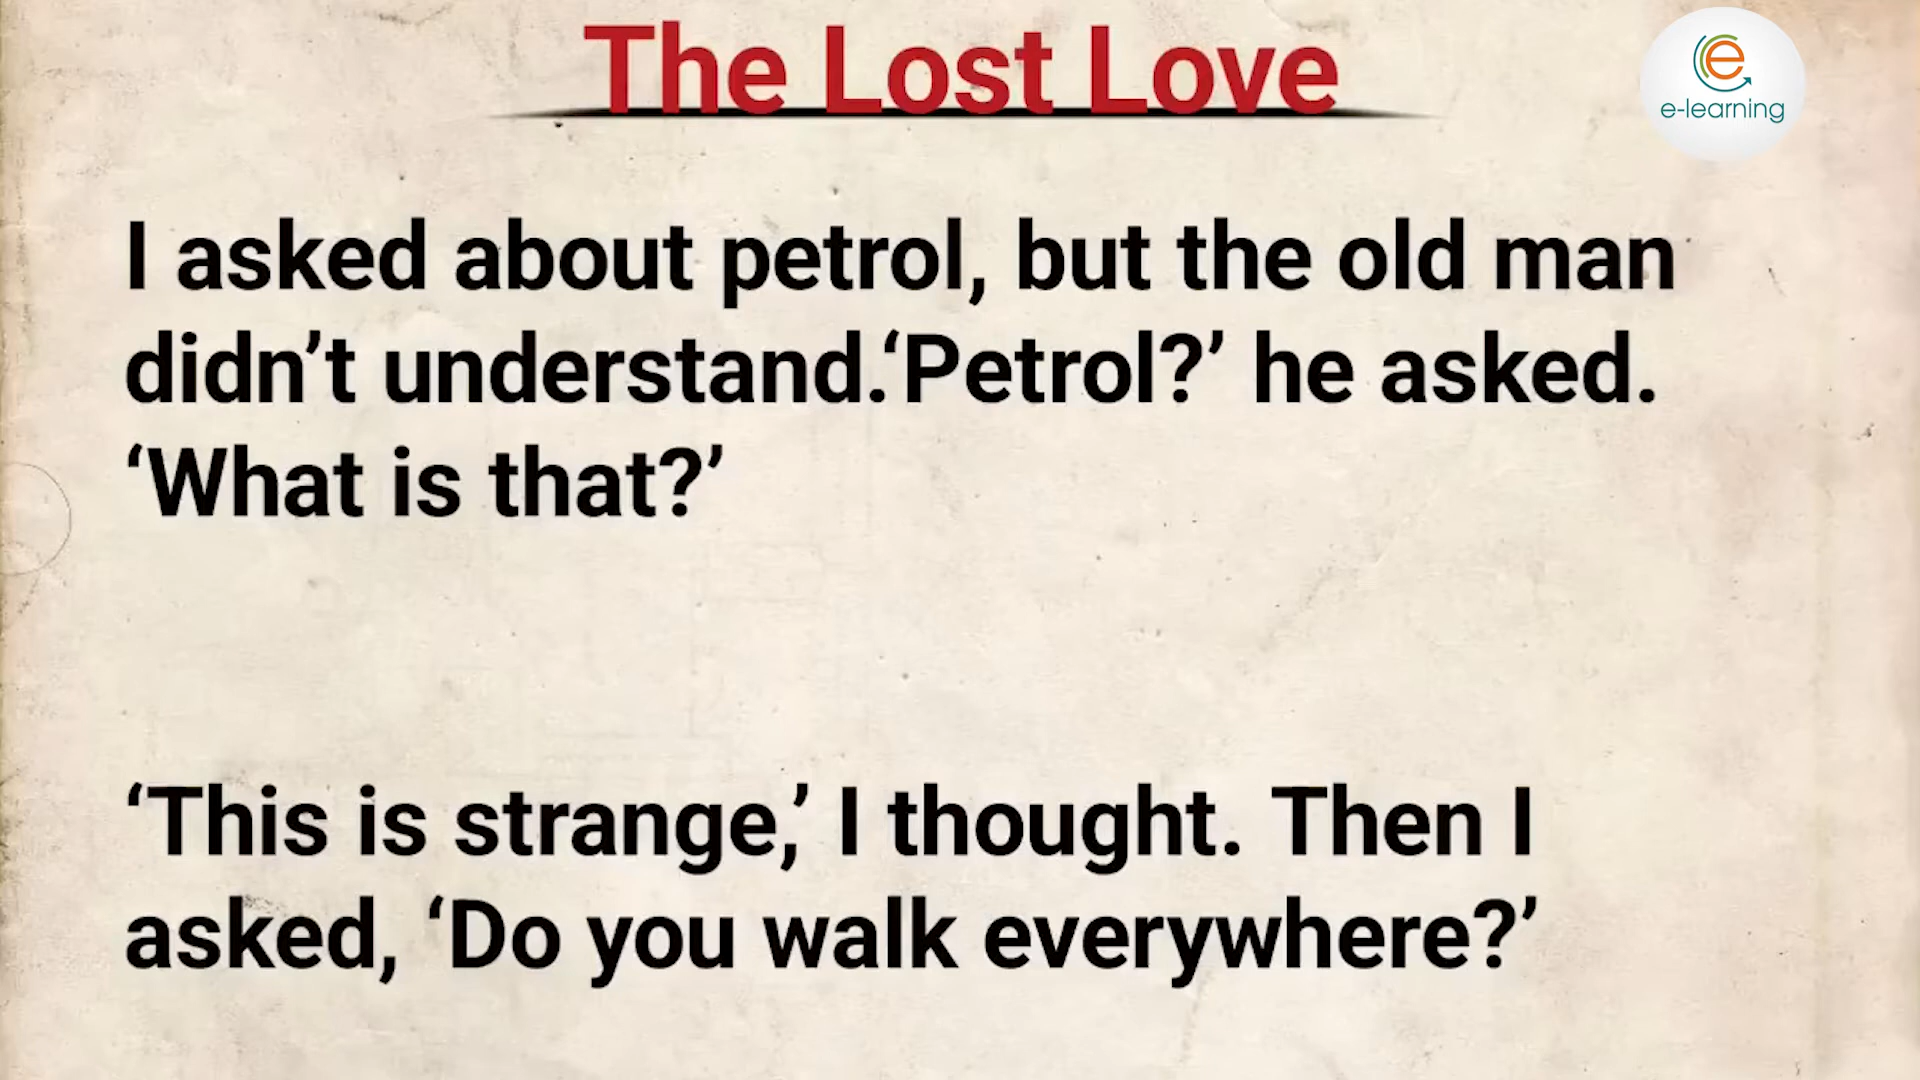 The Lost Love
e
e-learning
I asked about petrol, but the old man
didn’t understand.‘Petrol?’ he asked.
‘What is that?’
‘This is strange,’ I thought. Then I
asked, ‘Do you walk everywhere?’